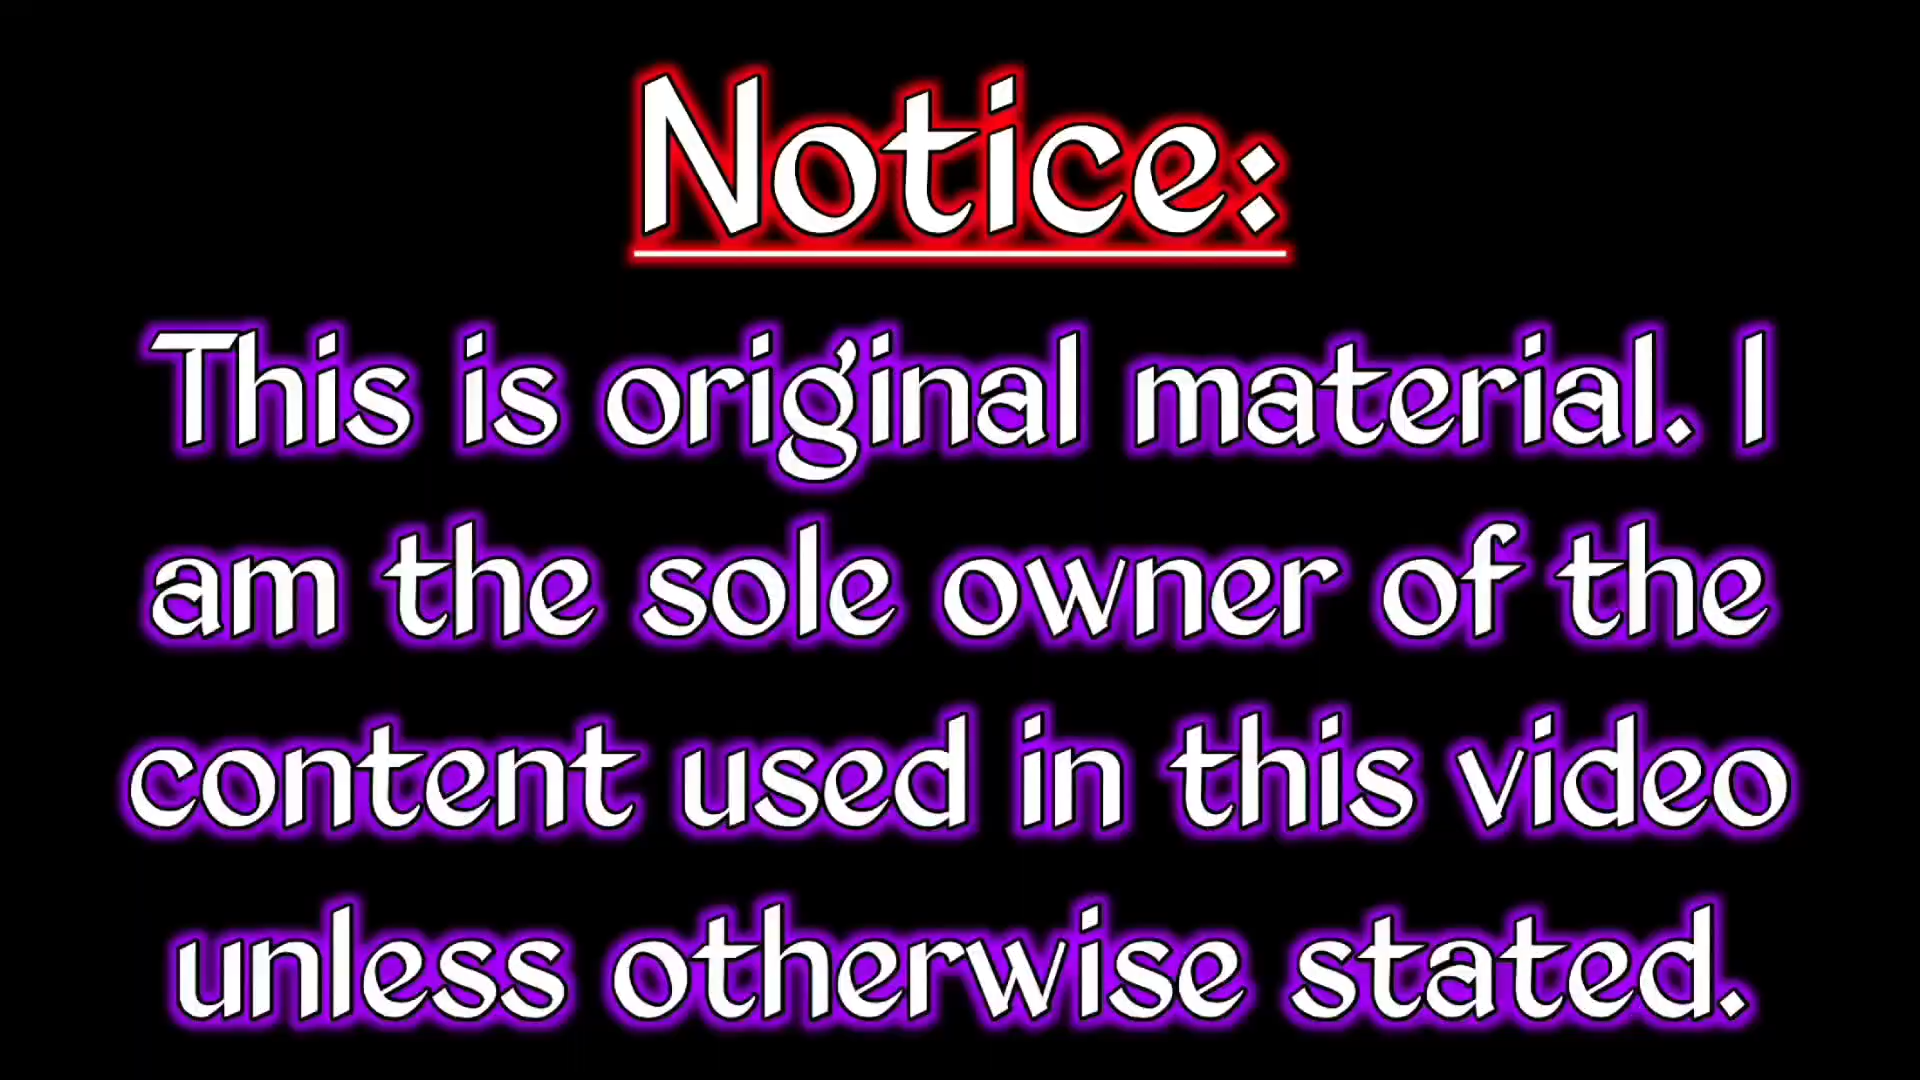 Notice:
This is original material. I
am the sole owner of the
content used in this video
unless otherwise stated.